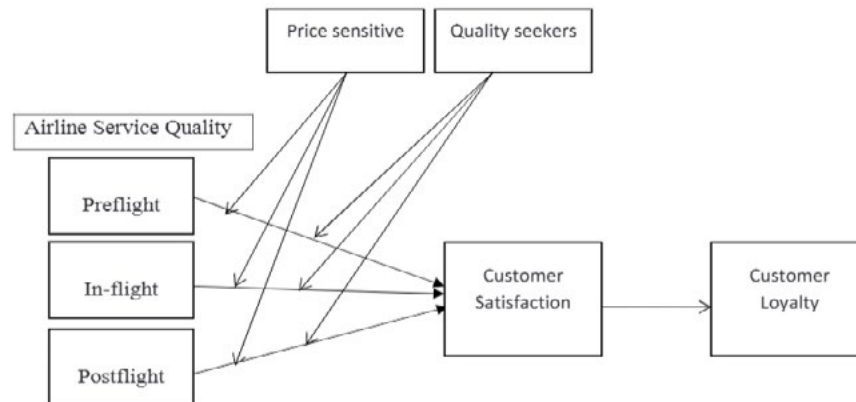 Price sensitive
Quality seekers
Airline Service Quality
Preflight
In-flight
Postflight
Customer
Satisfaction
Customer
Loyalty